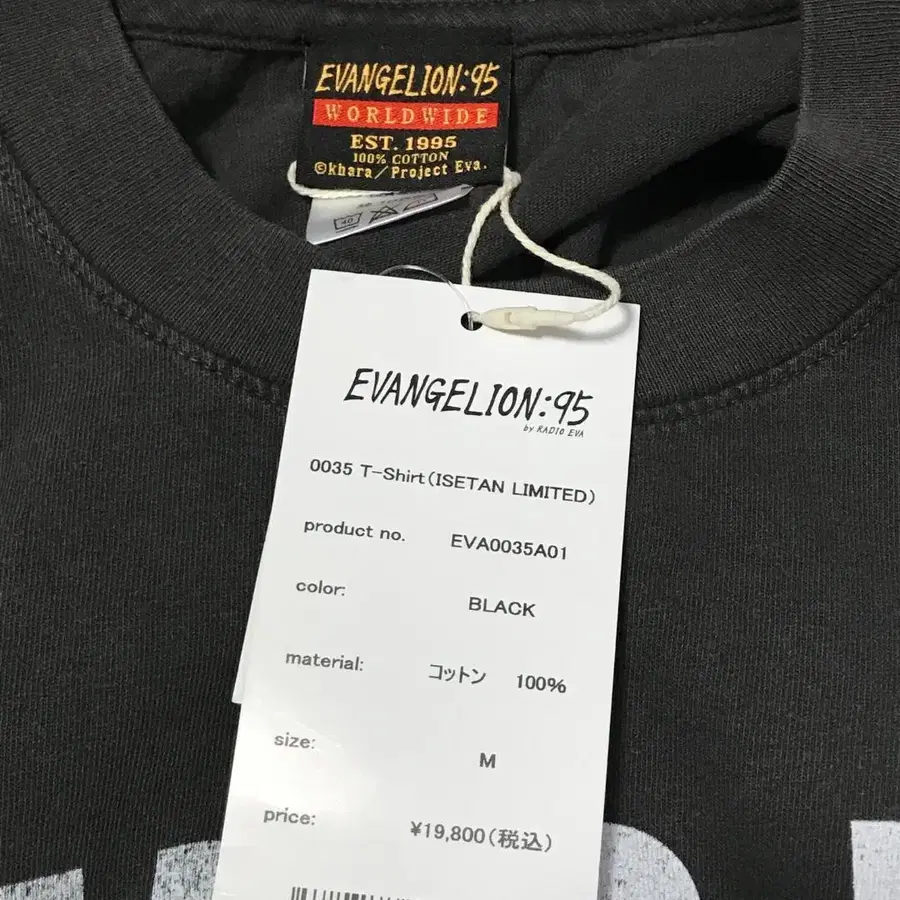 EVANGELION:95
WORLDWIDE
EST. 1995
100% COTTON
©khara/Project Eva.
40
EVANGELION:95
by RADIO EVA
0035 T-Shirt(ISETAN LIMITED)
product no. EVA0035A01
color: BLACK
material: コットン 100%
size: M
price: ¥19,800(税込)